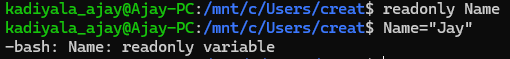 kadiyala_ajay@Ajay-PC:/mnt/c/Users/creat$ readonly Name
kadiyala_ajay@Ajay-PC:/mnt/c/Users/creat$ Name="Jay"
-bash: Name: readonly variable